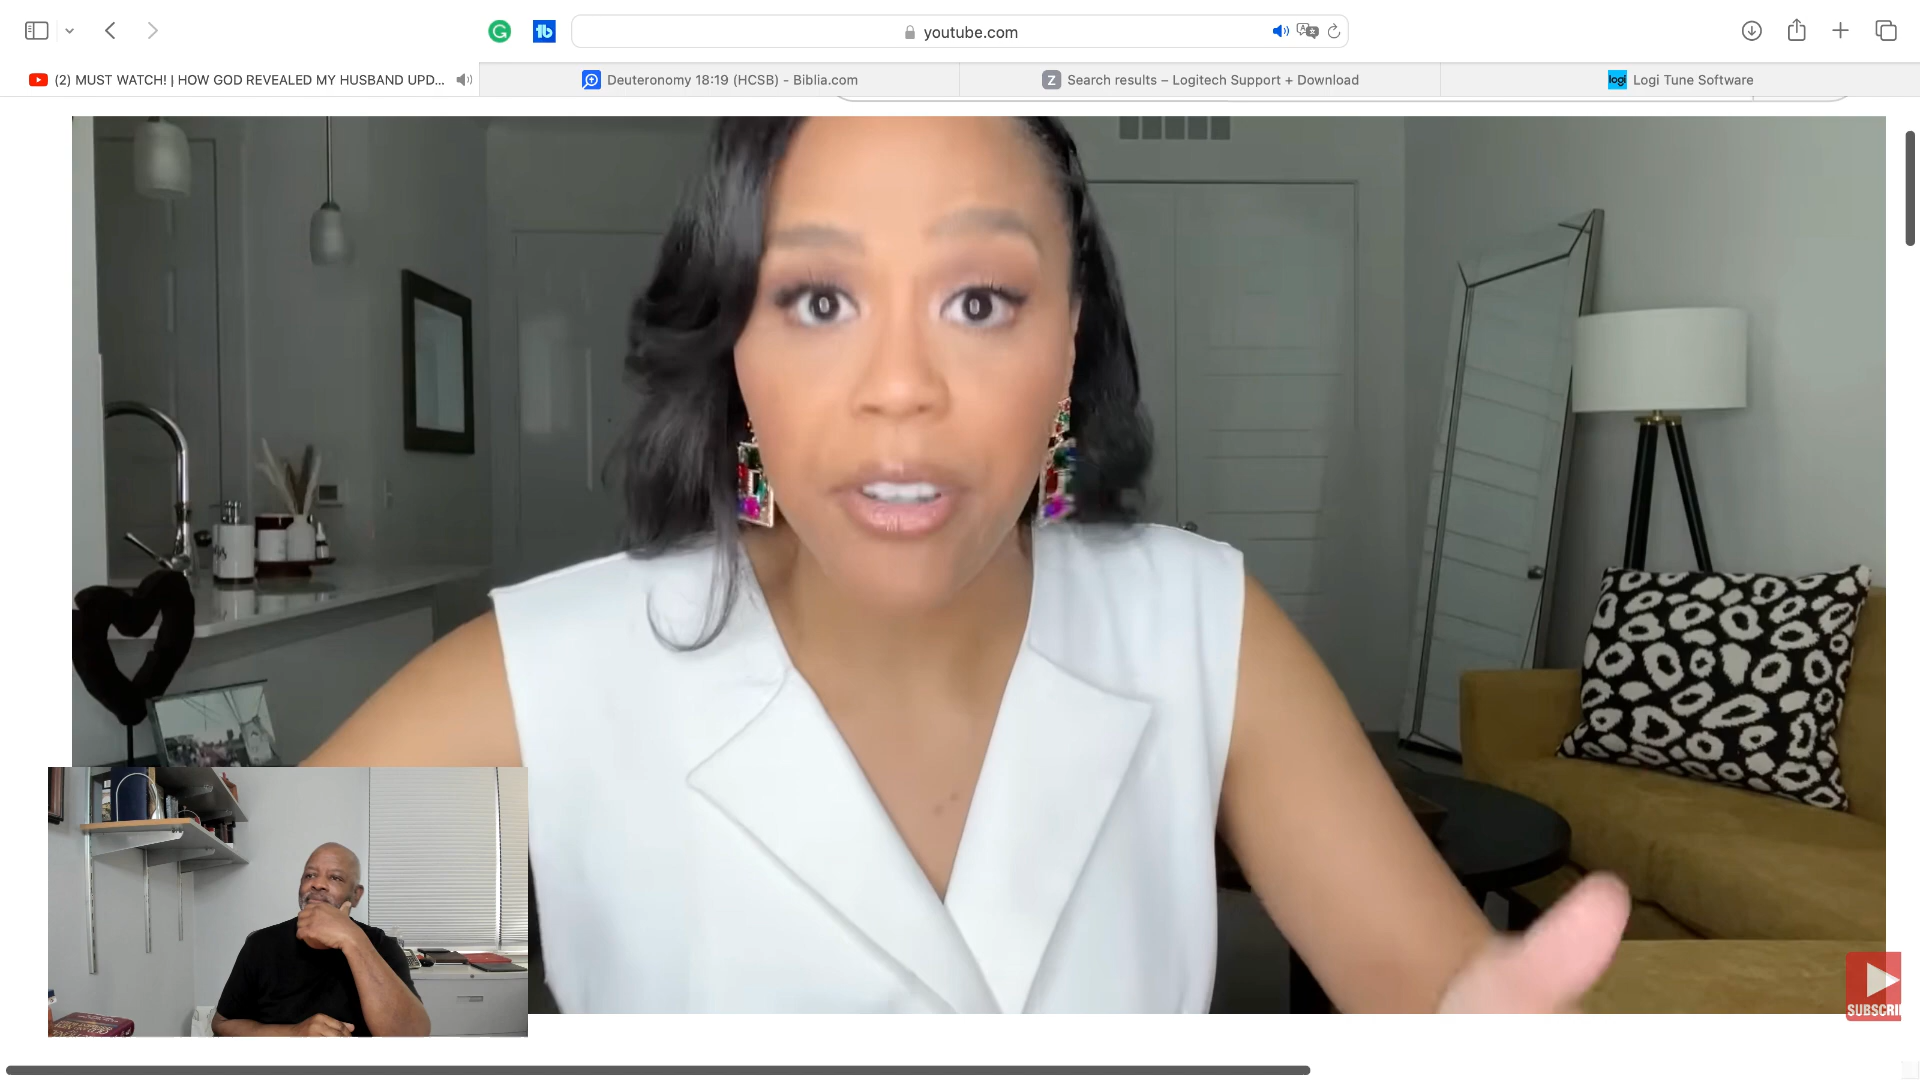 youtube.com
(2) MUST WATCH! | HOW GOD REVEALED MY HUSBAND UPD...
Deuteronomy 18:19 (HCSB) - Biblia.com
Z
Search results – Logitech Support + Download
logi
Logi Tune Software
SUBSCRI